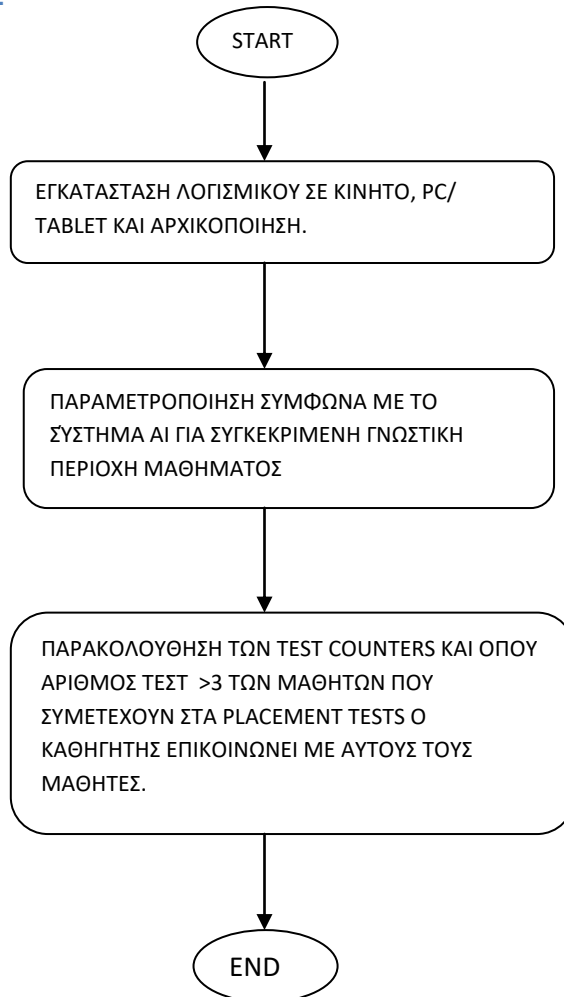 START
ΕΓΚΑΤΑΣΤΑΣΗ ΛΟΓΙΣΜΙΚΟΥ ΣΕ ΚΙΝΗΤΟ, PC/
TABLET ΚΑΙ ΑΡΧΙΚΟΠΟΙΗΣΗ.
ΠΑΡΑΜΕΤΡΟΠΟΙΗΣΗ ΣΥΜΦΩΝΑ ΜΕ ΤΟ
ΣΎΣΤΗΜΑ ΑΙ ΓΙΑ ΣΥΓΚΕΚΡΙΜΕΝΗ ΓΝΩΣΤΙΚΗ
ΠΕΡΙΟΧΗ ΜΑΘΗΜΑΤΟΣ
ΠΑΡΑΚΟΛΟΥΘΗΣΗ ΤΩΝ TEST COUNTERS ΚΑΙ ΟΠΟΥ
ΑΡΙΘΜΟΣ ΤΕΣΤ >3 ΤΩΝ ΜΑΘΗΤΩΝ ΠΟΥ
ΣΥΜΕΤΕΧΟΥΝ ΣΤΑ PLACEMENT TESTS Ο
ΚΑΘΗΓΗΤΗΣ ΕΠΙΚΟΙΝΩΝΕΙ ΜΕ ΑΥΤΟΥΣ ΤΟΥΣ
ΜΑΘΗΤΕΣ.
END